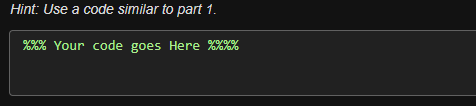 Hint: Use a code similar to part 1.
%%% Your code goes Here %%%%